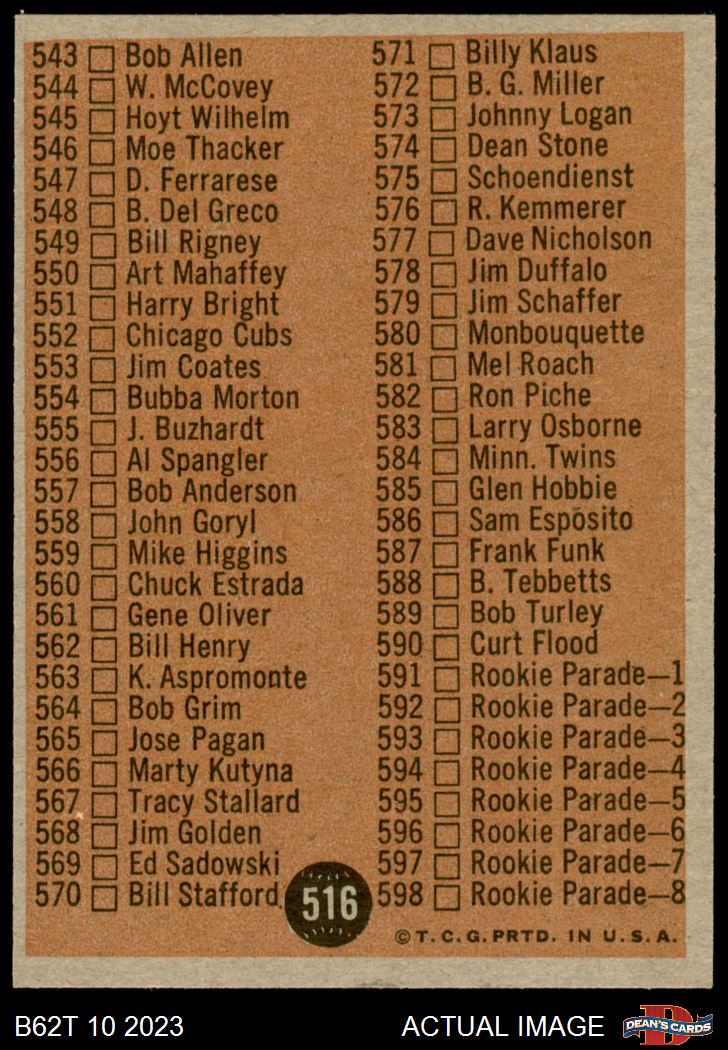 543 Bob Allen
544 W. McCovey
545 Hoyt Wilhelm
546 Moe Thacker
547 D. Ferrarese
548 B. Del Greco
549 Bill Rigney
550 Art Mahaffey
551 Harry Bright
552 Chicago Cubs
553 Jim Coates
554 Bubba Morton
555 J. Buzhardt
556 Al Spangler
557 Bob Anderson
558 John Goryl
559 Mike Higgins
560 Chuck Estrada
561 Gene Oliver
562 Bill Henry
563 K. Aspromonte
564 Bob Grim
565 Jose Pagan
566 Marty Kutyna
567 Tracy Stallard
568 Jim Golden
569 Ed Sadowski
570 Bill Stafford
571 Billy Klaus
572 B. G. Miller
573 Johnny Logan
574 Dean Stone
575 Schoendienst
576 R. Kemmerer
577 Dave Nicholson
578 Jim Duffalo
579 Jim Schaffer
580 Monbouquette
581 Mel Roach
582 Ron Piche
583 Larry Osborne
584 Minn. Twins
585 Glen Hobbie
586 Sam Esposito
587 Frank Funk
588 B. Tebbetts
589 Bob Turley
590 Curt Flood
591 Rookie Parade—1
592 Rookie Parade—2
593 Rookie Parade—3
594 Rookie Parade—4
595 Rookie Parade—5
596 Rookie Parade—6
597 Rookie Parade—7
598 Rookie Parade—8
516
© T. C. G. PRTD. IN U. S. A.
B62T 10 2023
ACTUAL IMAGE
D
DEAN'S CARDS